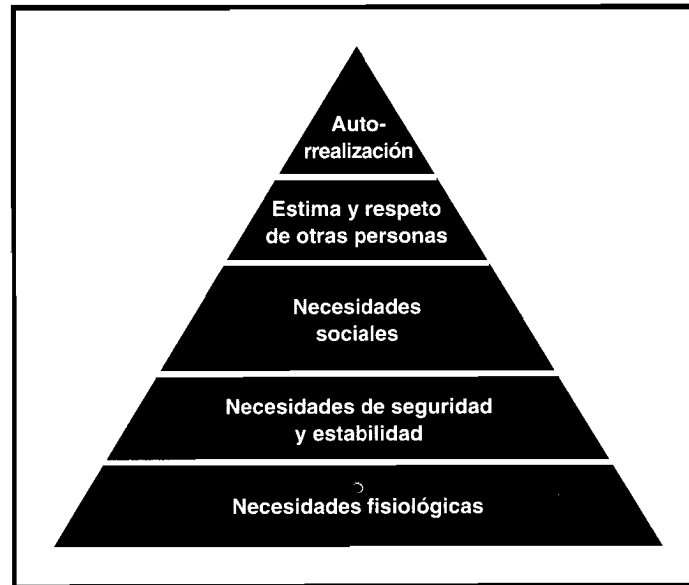 Auto-
rrealización
Estima y respeto
de otras personas
Necesidades
sociales
Necesidades de seguridad
y estabilidad
Necesidades fisiológicas